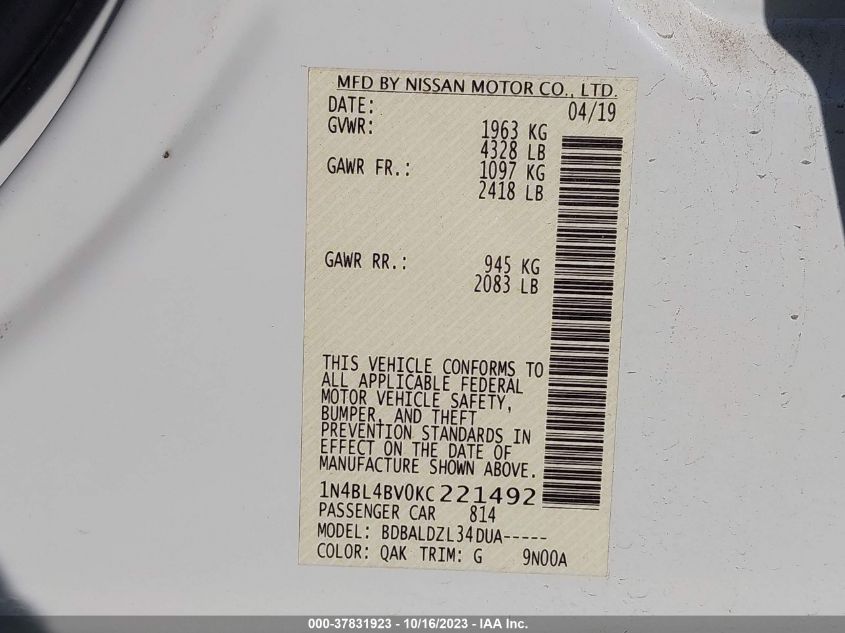 MFD BY NISSAN MOTOR CO., LTD.
DATE: 04/19
GVWR: 1963 KG
4328 LB
GAWR FR.: 1097 KG
2418 LB
GAWR RR.: 945 KG
2083 LB
THIS VEHICLE CONFORMS TO
ALL APPLICABLE FEDERAL
MOTOR VEHICLE SAFETY,
BUMPER, AND THEFT
PREVENTION STANDARDS IN
EFFECT ON THE DATE OF
MANUFACTURE SHOWN ABOVE.
1N4BL4BV0KC221492
PASSENGER CAR 814
MODEL: BDBALDZL34DUA-----
COLOR: QAK TRIM: G 9N00A
000-37831923 - 10/16/2023 - IAA Inc.